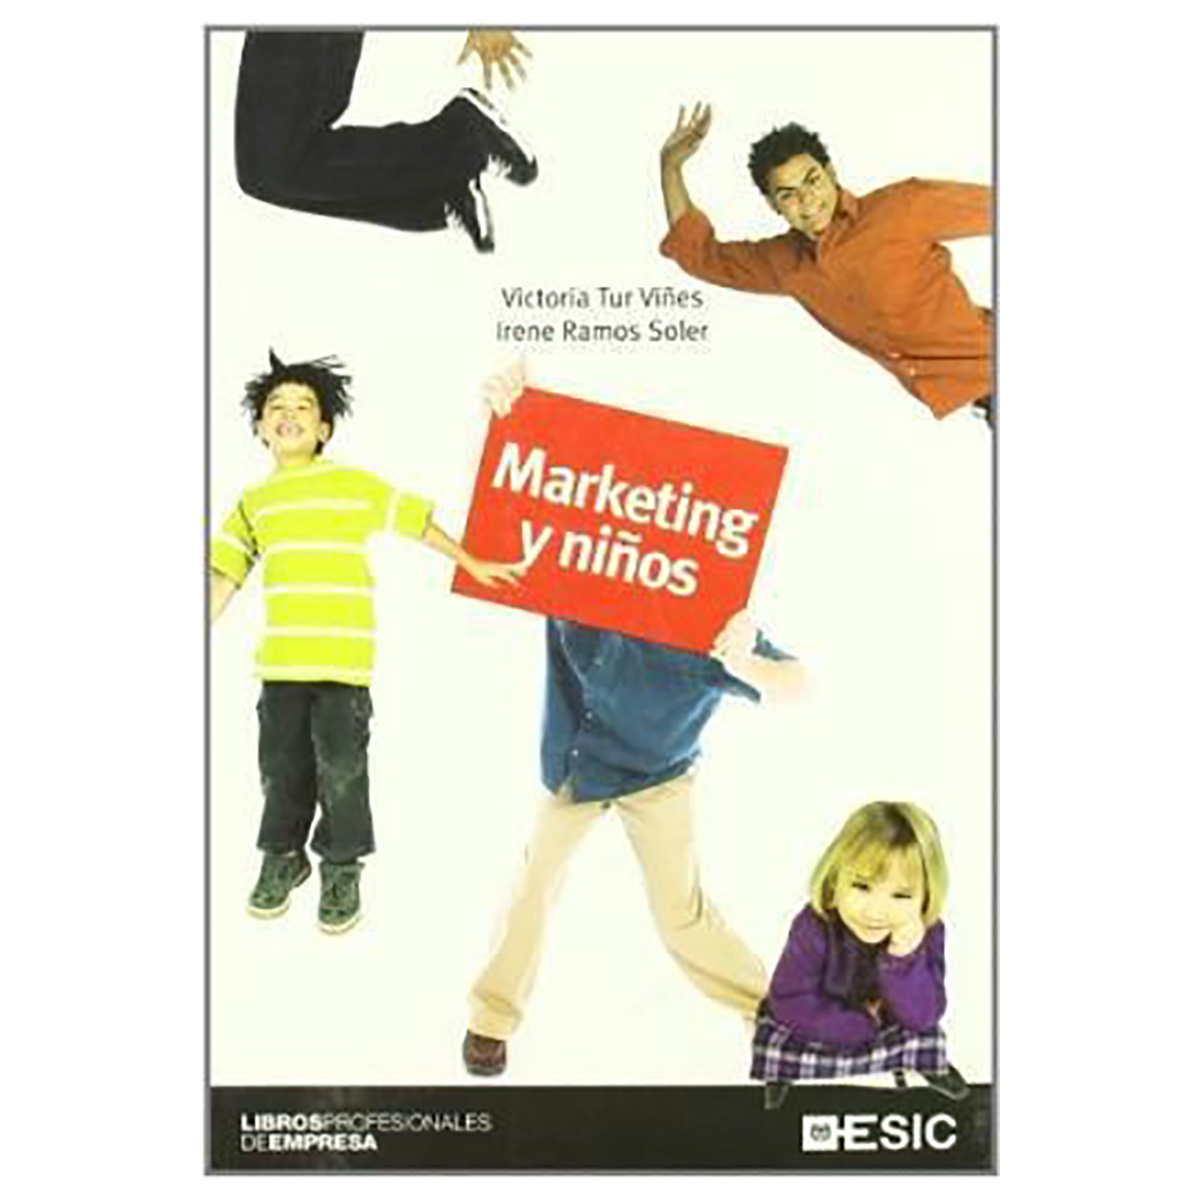 Victoria Tur Viñes
Irene Ramos Soler
Marketing
y niños
LIBROSPROFESIONALES
DEEMPRESA
ESIC